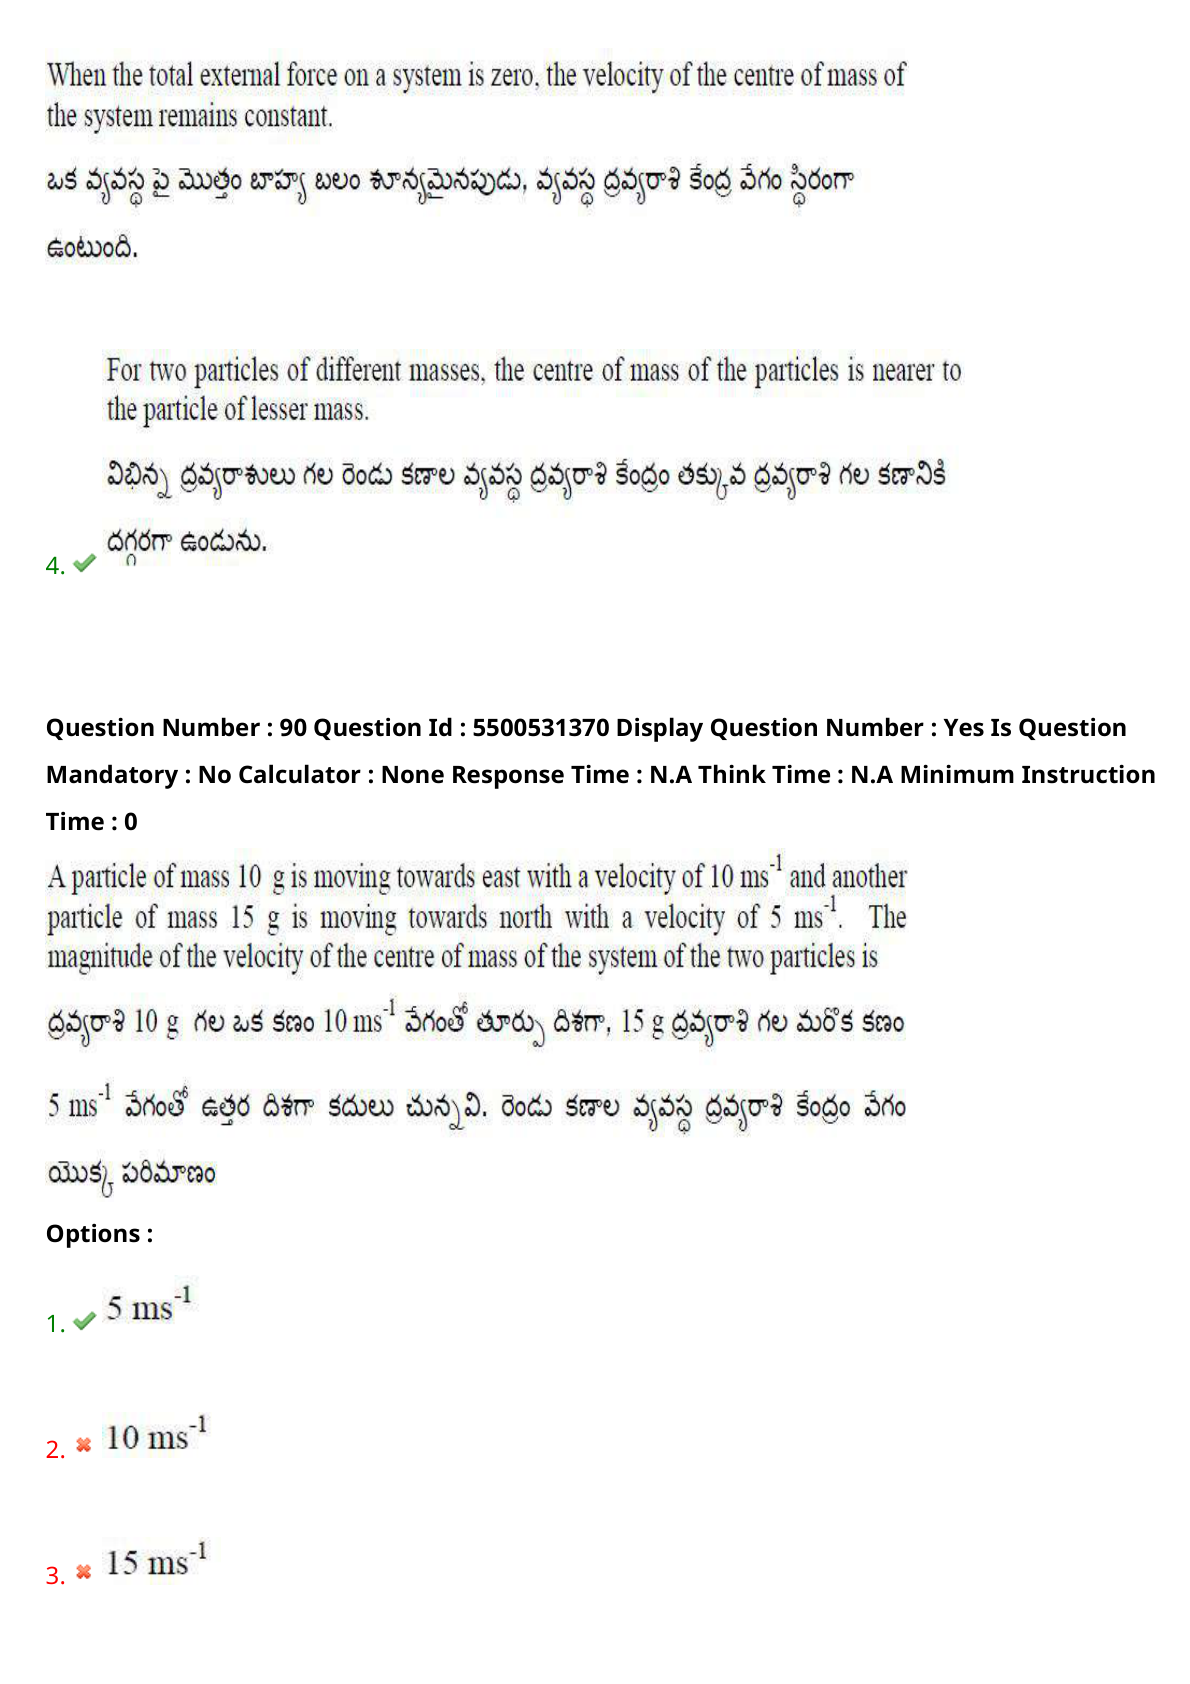 When the total external force on a system is zero, the velocity of the centre of mass of
the system remains constant.
ఒక వ్యవస్థ పై మొత్తం బాహ్య బలం శూన్యమైనపుడు, వ్యవస్థ ద్రవ్యరాశి కేంద్ర వేగం స్థిరంగా
ఉంటుంది.
For two particles of different masses, the centre of mass of the particles is nearer to
the particle of lesser mass.
విభిన్న ద్రవ్యరాశులు గల రెండు కణాల వ్యవస్థ ద్రవ్యరాశి కేంద్రం తక్కువ ద్రవ్యరాశి గల కణానికి
దగ్గరగా ఉండును.
4.
Question Number : 90 Question Id : 5500531370 Display Question Number : Yes Is Question
Mandatory : No Calculator : None Response Time : N.A Think Time : N.A Minimum Instruction
Time : 0
A particle of mass 10 g is moving towards east with a velocity of 10 ms⁻¹ and another
particle of mass 15 g is moving towards north with a velocity of 5 ms⁻¹. The
magnitude of the velocity of the centre of mass of the system of the two particles is
ద్రవ్యరాశి 10 g గల ఒక కణం 10 ms⁻¹ వేగంతో తూర్పు దిశగా, 15 g ద్రవ్యరాశి గల మరొక కణం
5 ms⁻¹ వేగంతో ఉత్తర దిశగా కదులు చున్నవి. రెండు కణాల వ్యవస్థ ద్రవ్యరాశి కేంద్రం వేగం
యొక్క పరిమాణం
Options :
1. 5 ms⁻¹
2. 10 ms⁻¹
3. 15 ms⁻¹